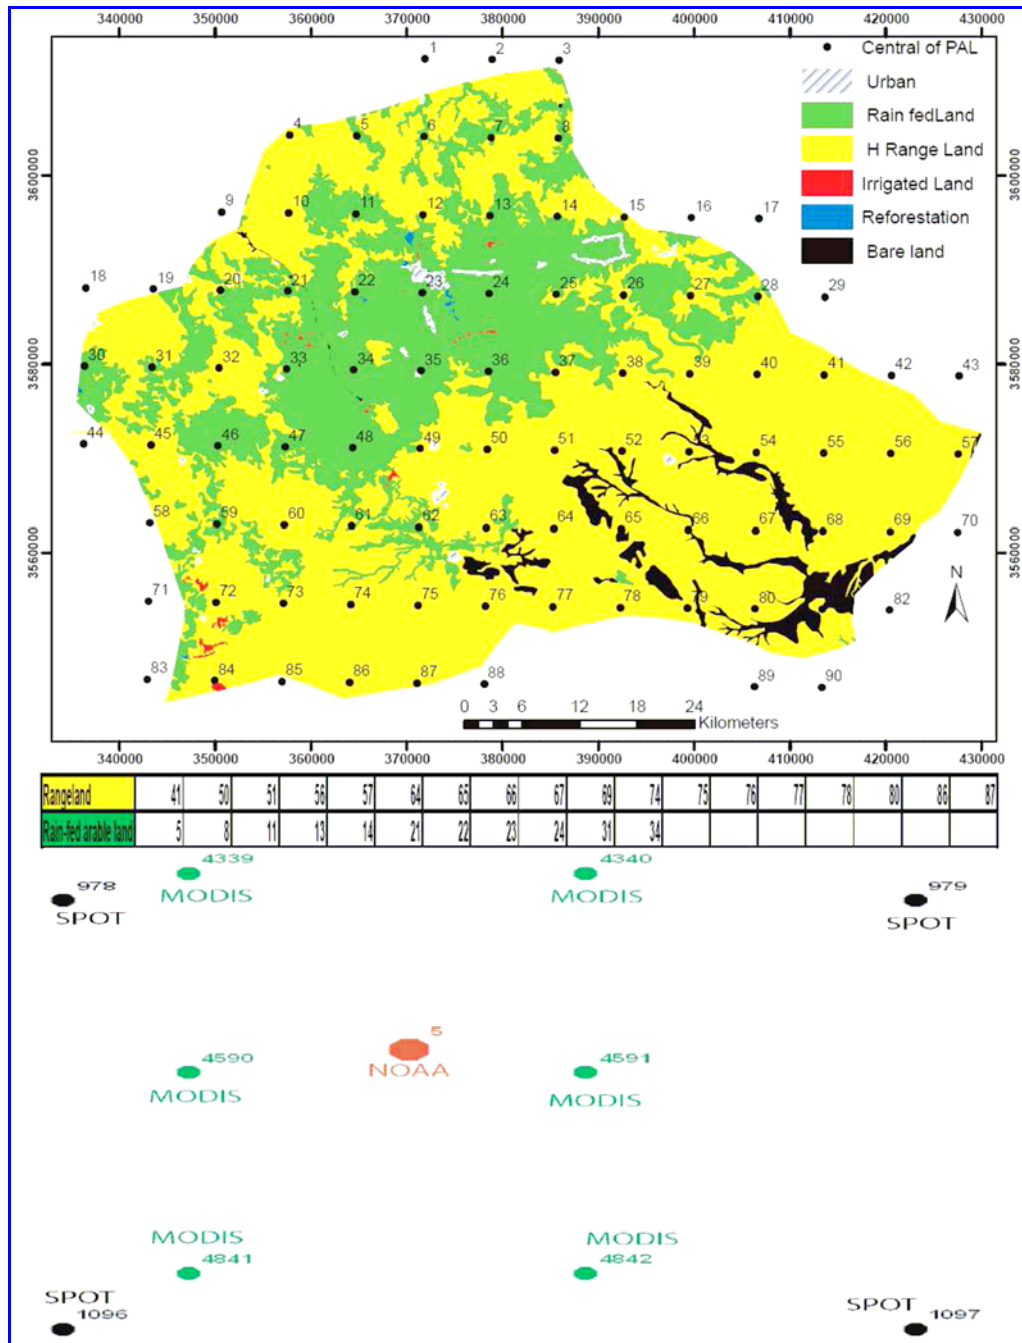 340000 350000 360000 370000 380000 390000 400000 410000 420000 430000
1 2 3
Central of PAL
Urban
Rain fedLand
H Range Land
Irrigated Land
Reforestation
Bare land
4 5 6 7 8
3600000 3600000
9 10 11 12 13 14 15 16 17
18 19 20 21 22 23 24 25 26 27 28 29
30 31 32 33 34 35 36 37 38 39 40 41 42 43
3580000 3580000
44 45 46 47 48 49 50 51 52 53 54 55 56 57
58 59 60 61 62 63 64 65 66 67 68 69 70
3560000 3560000
N
71 72 73 74 75 76 77 78 79 80 82
83 84 85 86 87 88 89 90
0 3 6 12 18 24
Kilometers
340000 350000 360000 370000 380000 390000 400000 410000 420000 430000
Rangeland 41 50 51 56 57 64 65 66 67 69 74 75 76 77 78 80 86 87
Rain-fed arable land 5 8 11 13 14 21 22 23 24 31 34
4339 4340
MODIS MODIS
978 979
SPOT SPOT
5
NOAA
4590 4591
MODIS MODIS
MODIS MODIS
4841 4842
SPOT SPOT
1096 1097